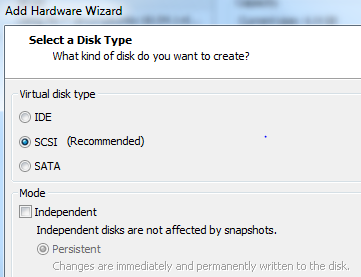 Add Hardware Wizard
Select a Disk Type
What kind of disk do you want to create?
Virtual disk type
IDE
SCSI (Recommended)
SATA
Mode
Independent
Independent disks are not affected by snapshots.
Persistent
Changes are immediately and permanently written to the disk.